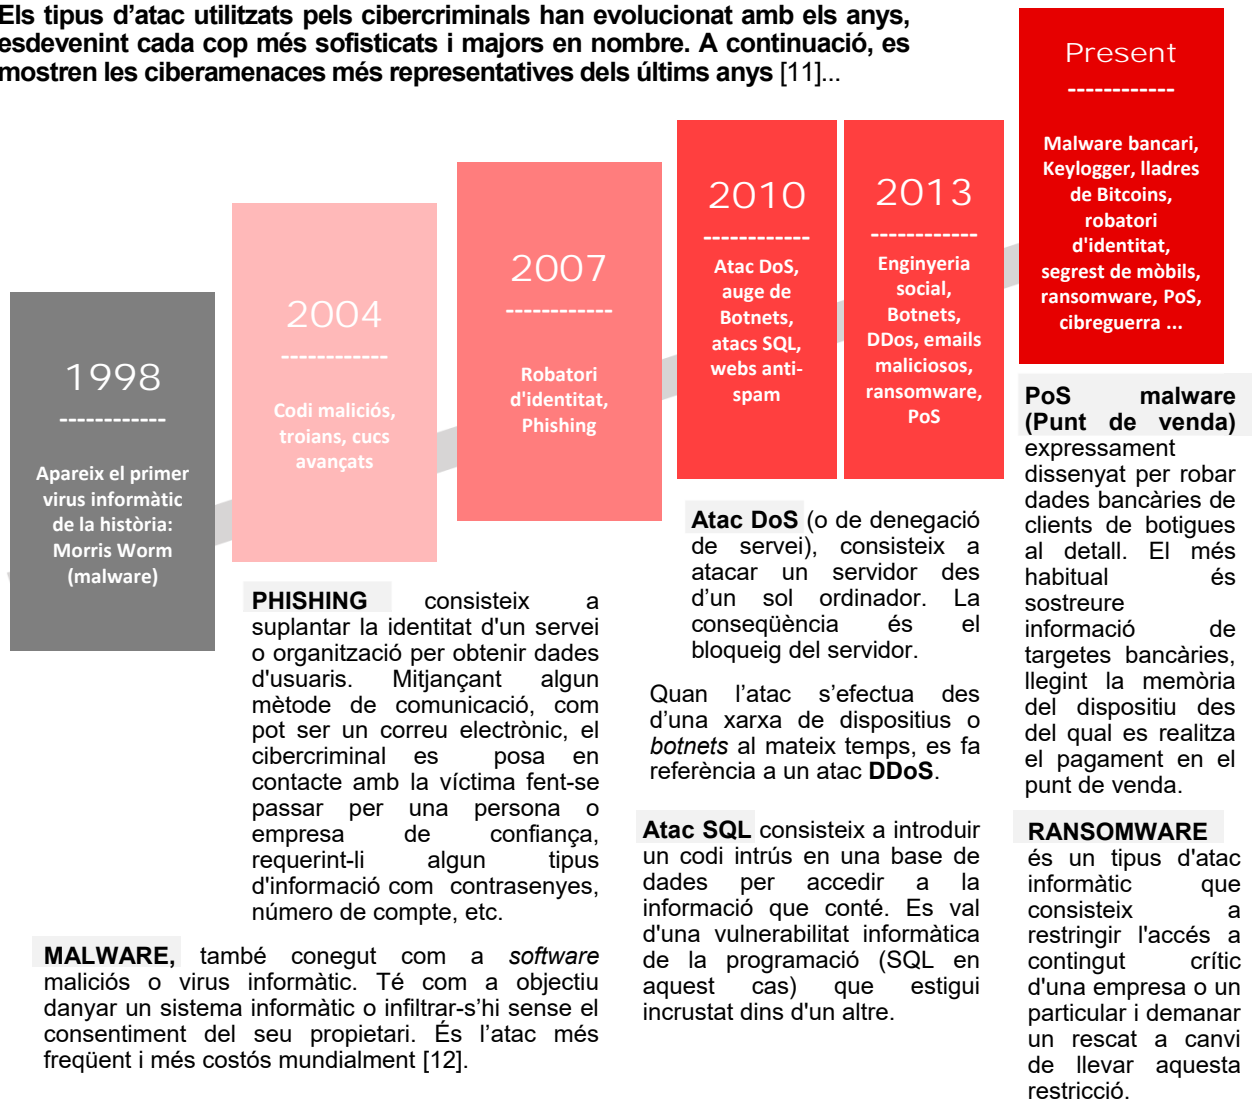 Els tipus d’atac utilitzats pels cibercriminals han evolucionat amb els anys,
esdevenint cada cop més sofisticats i majors en nombre. A continuació, es
mostren les ciberamenaces més representatives dels últims anys [11]...
1998
------------
Apareix el primer
virus informàtic
de la història:
Morris Worm
(malware)
2004
------------
Codi maliciós,
troians, cucs
avançats
2007
------------
Robatori
d'identitat,
Phishing
2010
------------
Atac DoS,
auge de
Botnets,
atacs SQL,
webs anti-
spam
2013
------------
Enginyeria
social,
Botnets,
DDos, emails
maliciosos,
ransomware,
PoS
Present
------------
Malware bancari,
Keylogger, lladres
de Bitcoins,
robatori
d'identitat,
segrest de mòbils,
ransomware, PoS,
cibreguerra ...
PHISHING consisteix a
suplantar la identitat d'un servei
o organització per obtenir dades
d'usuaris. Mitjançant algun
mètode de comunicació, com
pot ser un correu electrònic, el
cibercriminal es posa en
contacte amb la víctima fent-se
passar per una persona o
empresa de confiança,
requerint-li algun tipus
d'informació com contrasenyes,
número de compte, etc.
MALWARE, també conegut com a software
maliciós o virus informàtic. Té com a objectiu
danyar un sistema informàtic o infiltrar-s’hi sense el
consentiment del seu propietari. És l’atac més
freqüent i més costós mundialment [12].
Atac DoS (o de denegació
de servei), consisteix a
atacar un servidor des
d’un sol ordinador. La
conseqüència és el
bloqueig del servidor.
Quan l’atac s’efectua des
d’una xarxa de dispositius o
botnets al mateix temps, es fa
referència a un atac DDoS.
Atac SQL consisteix a introduir
un codi intrús en una base de
dades per accedir a la
informació que conté. Es val
d'una vulnerabilitat informàtica
de la programació (SQL en
aquest cas) que estigui
incrustat dins d'un altre.
PoS malware
(Punt de venda)
expressament
dissenyat per robar
dades bancàries de
clients de botigues
al detall. El més
habitual és
sostreure
informació de
targetes bancàries,
llegint la memòria
del dispositiu des
del qual es realitza
el pagament en el
punt de venda.
RANSOMWARE
és un tipus d'atac
informàtic que
consisteix a
restringir l'accés a
contingut crític
d'una empresa o un
particular i demanar
un rescat a canvi
de llevar aquesta
restricció.